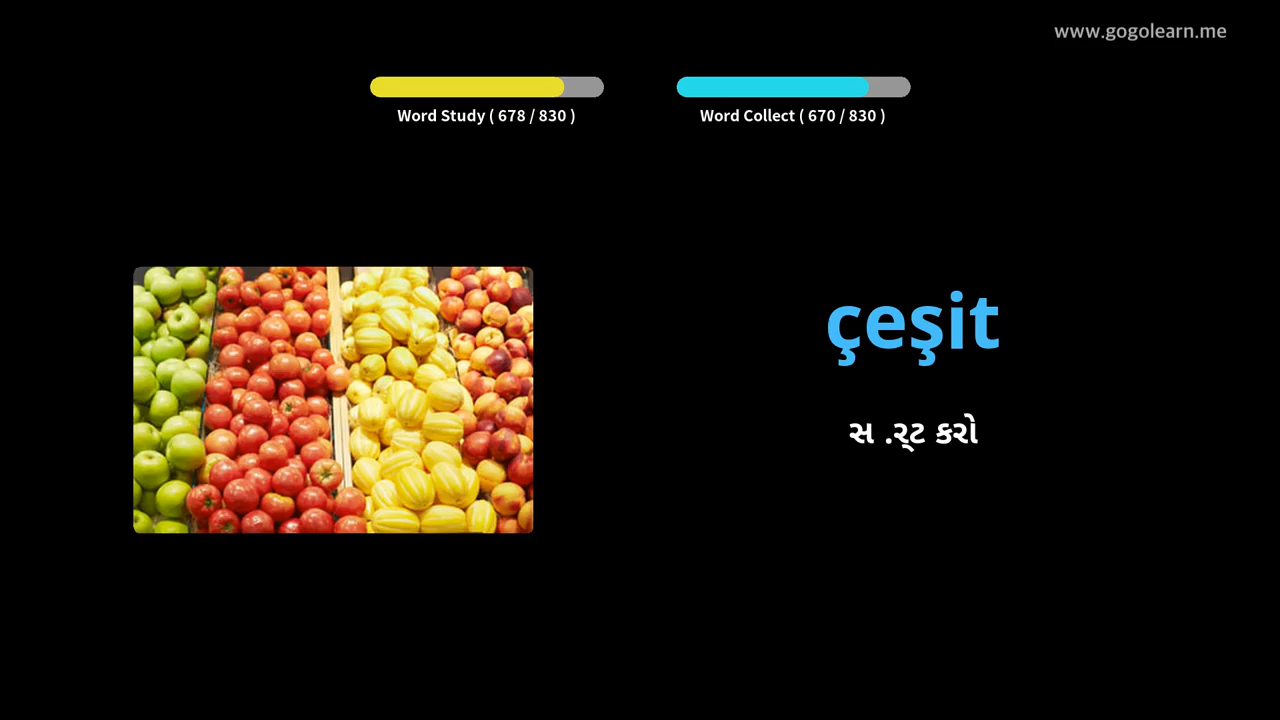 www.gogolearn.me
Word Study ( 678 / 830 )
Word Collect ( 670 / 830 )
çeşit
સ .ર્ટ કરો